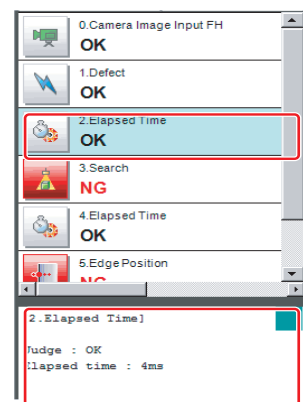 0.Camera Image Input FH
OK
1.Defect
OK
2.Elapsed Time
OK
3.Search
NG
4.Elapsed Time
OK
5.Edge Position
NG
[2.Elapsed Time]
Judge : OK
Elapsed time : 4ms